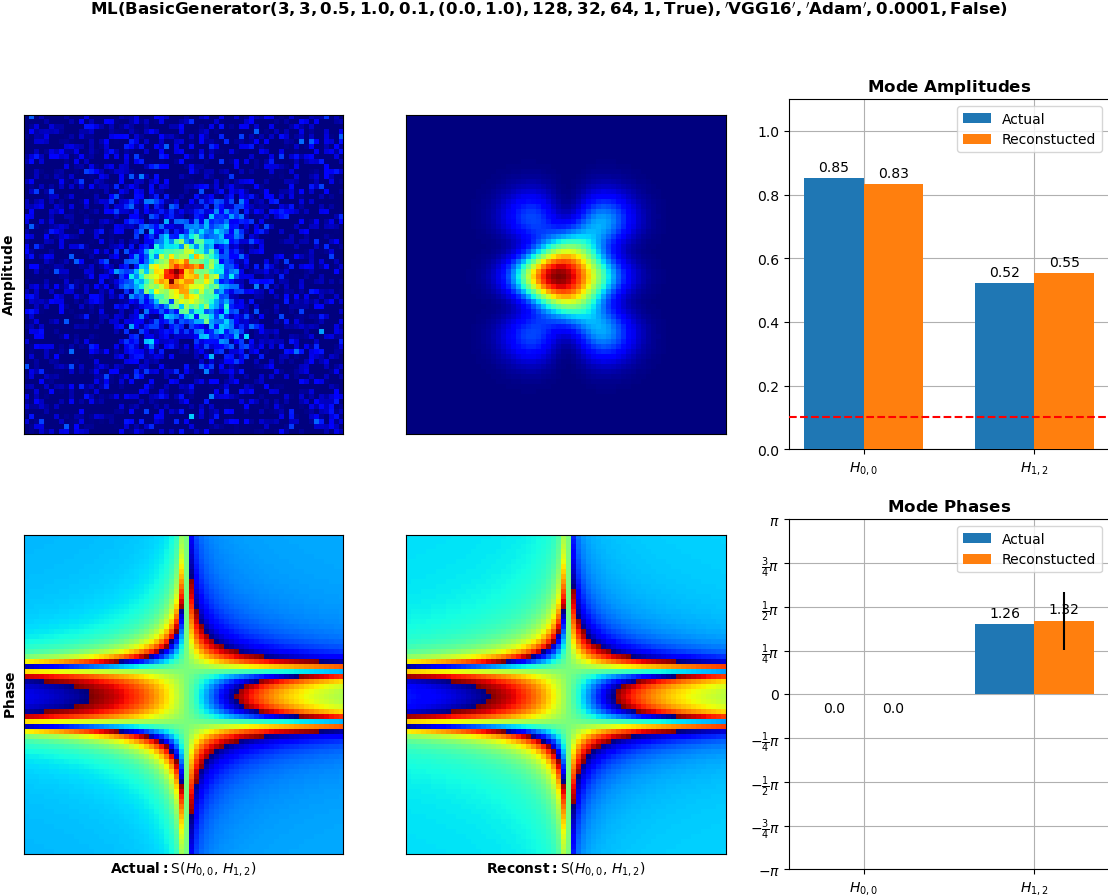 ML(BasicGenerator(3, 3, 0.5, 1.0, 0.1, (0.0, 1.0), 128, 32, 64, 1, True), ′VGG16′, ′Adam′, 0.0001, False)
Amplitude
Mode Amplitudes
Actual
Reconstucted
1.0
0.8
0.6
0.4
0.2
0.0
0.85
0.83
0.52
0.55
H0,0
H1,2
Phase
Actual: S(H0,0, H1,2)
Reconst: S(H0,0, H1,2)
Mode Phases
Actual
Reconstucted
π
3/4π
1/2π
1/4π
0
−1/4π
−1/2π
−3/4π
−π
0.0
0.0
1.26
1.32
H0,0
H1,2